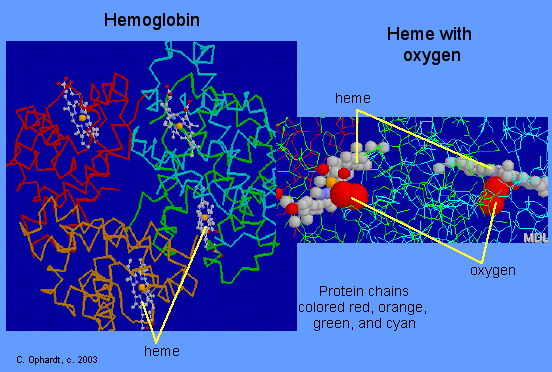 Hemoglobin
Heme with
oxygen
heme
MDL
oxygen
Protein chains
colored red, orange,
green, and cyan
heme
C. Ophardt, c. 2003